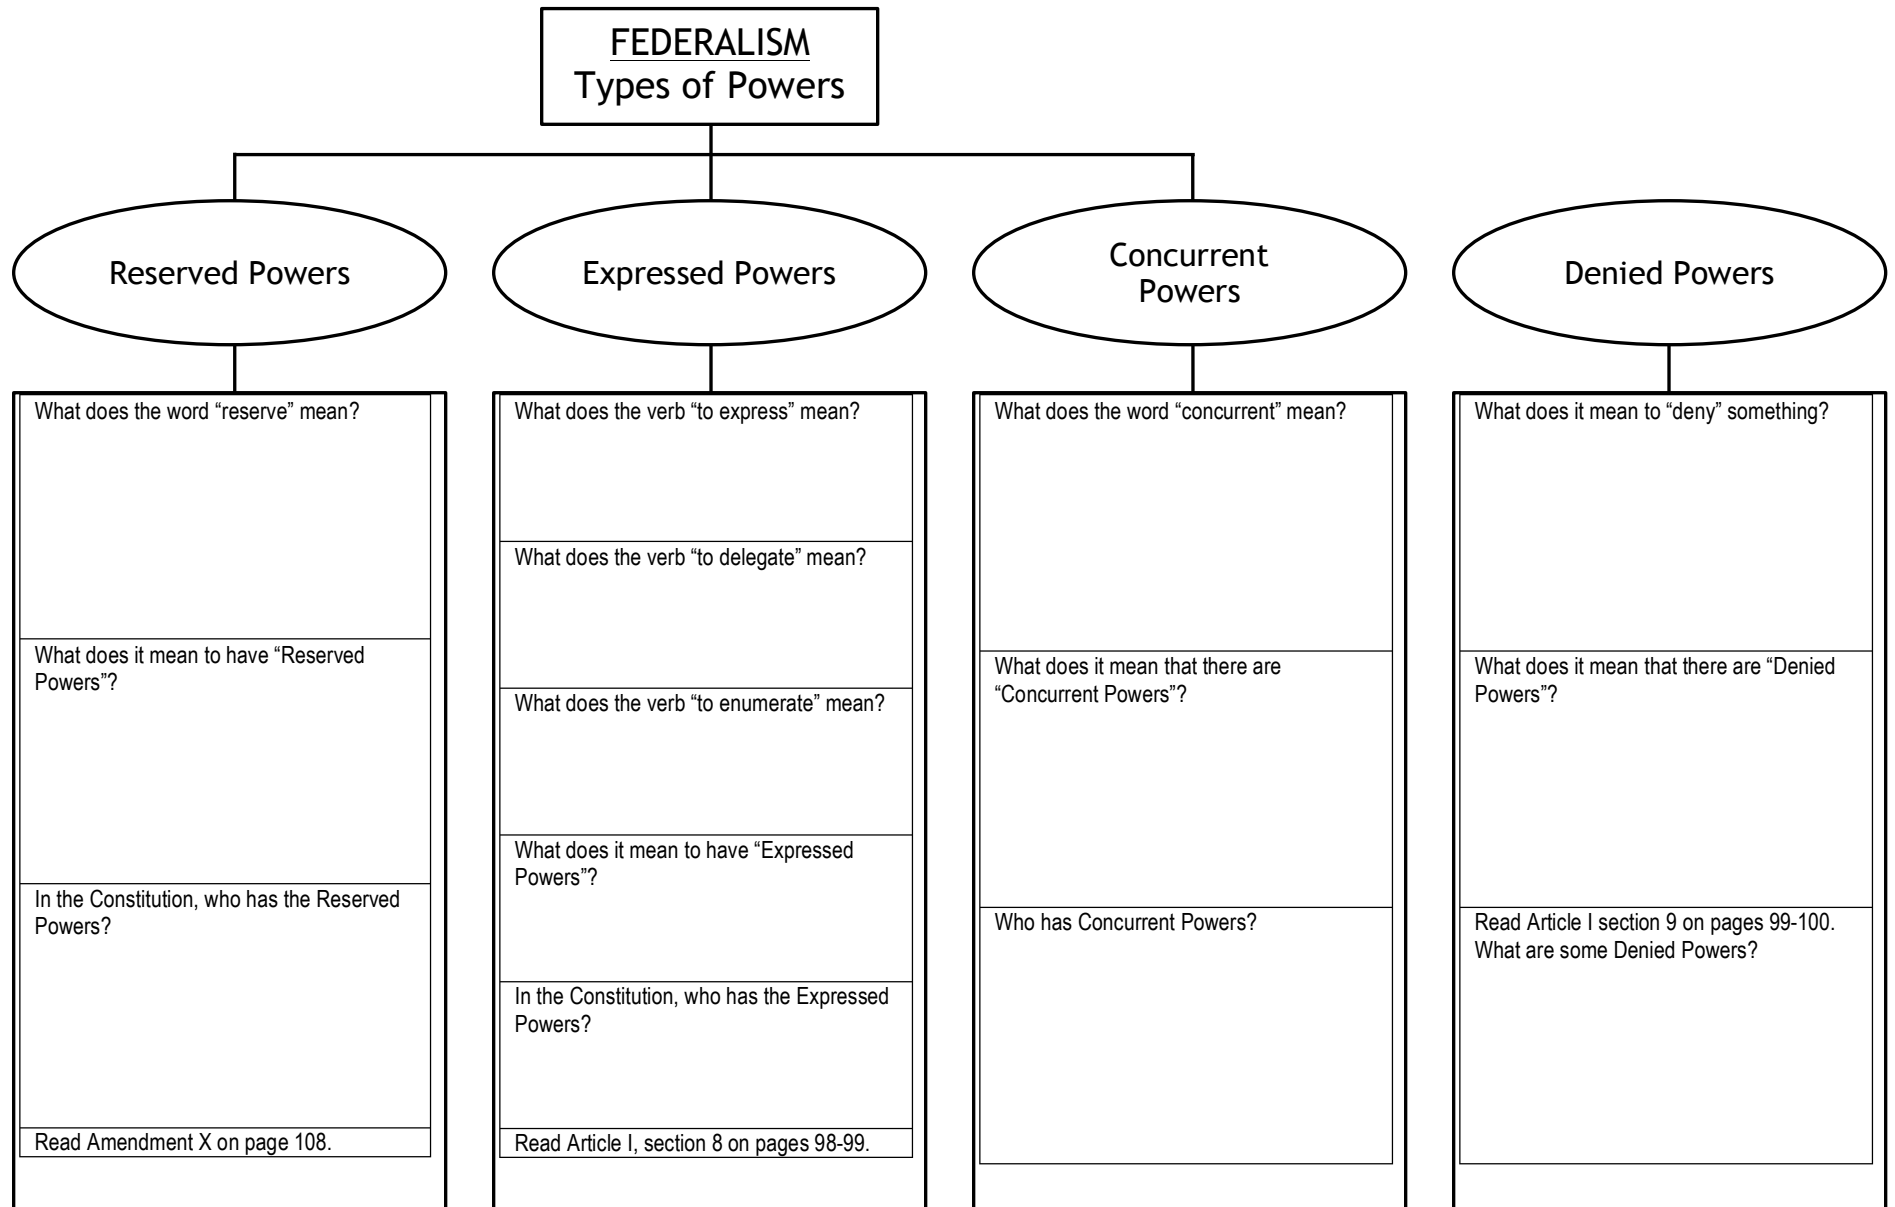 FEDERALISM
Types of Powers
Reserved Powers
Expressed Powers
Concurrent
Powers
Denied Powers
What does the word “reserve” mean?
What does it mean to have “Reserved
Powers”?
In the Constitution, who has the Reserved
Powers?
Read Amendment X on page 108.
What does the verb “to express” mean?
What does the verb “to delegate” mean?
What does the verb “to enumerate” mean?
What does it mean to have “Expressed
Powers”?
In the Constitution, who has the Expressed
Powers?
Read Article I, section 8 on pages 98-99.
What does the word “concurrent” mean?
What does it mean that there are
“Concurrent Powers”?
Who has Concurrent Powers?
What does it mean to “deny” something?
What does it mean that there are “Denied
Powers”?
Read Article I section 9 on pages 99-100.
What are some Denied Powers?